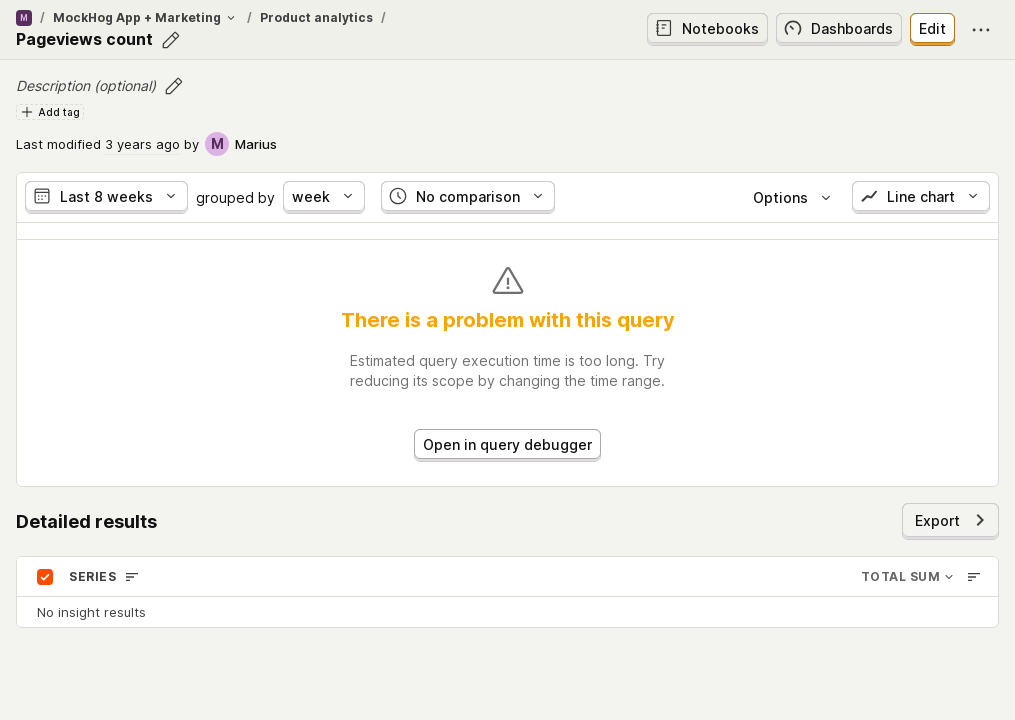 M / MockHog App + Marketing / Product analytics /
Pageviews count
Notebooks
Dashboards
Edit
Description (optional)
Add tag
Last modified 3 years ago by M Marius
Last 8 weeks grouped by week No comparison Options Line chart
There is a problem with this query
Estimated query execution time is too long. Try
reducing its scope by changing the time range.
Open in query debugger
Detailed results
Export
SERIES TOTAL SUM
No insight results